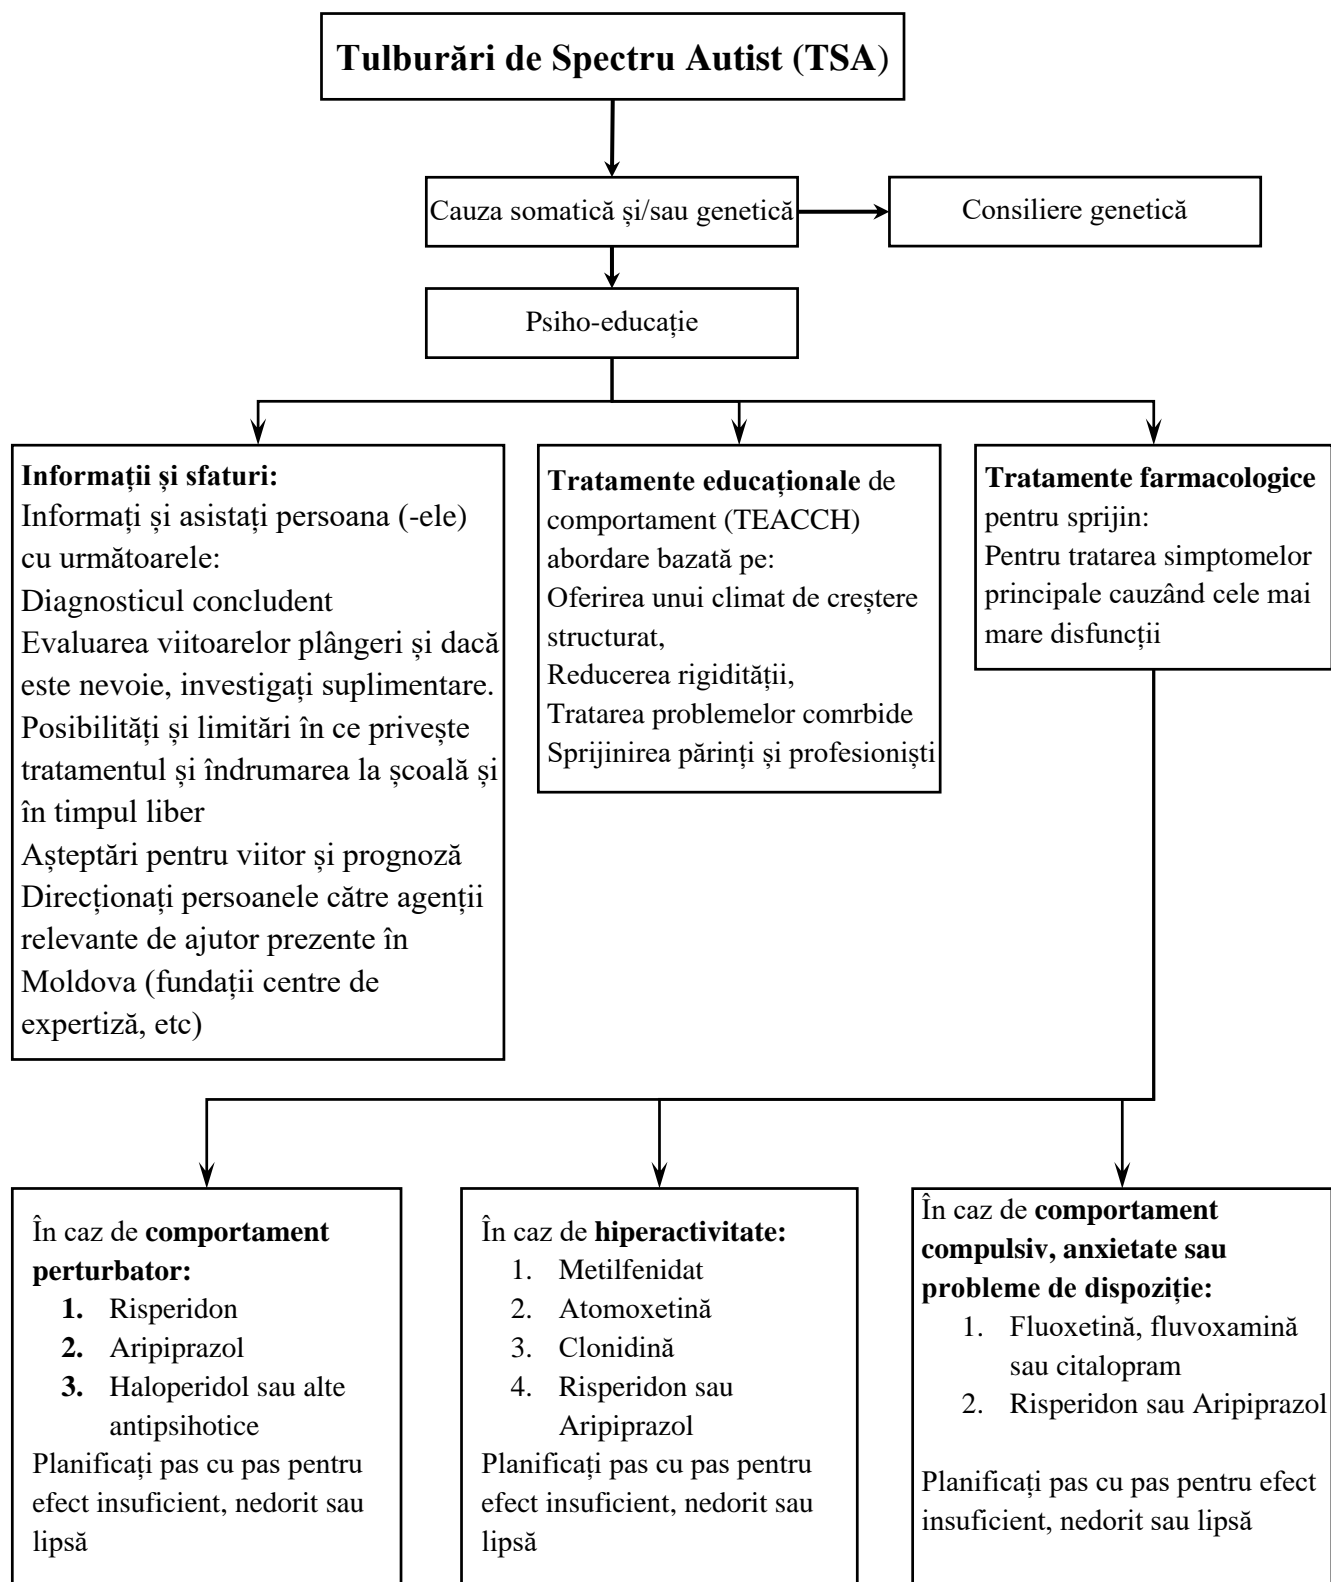 Tulburări de Spectru Autist (TSA)
Cauza somatică și/sau genetică
Consiliere genetică
Psiho-educație
Informații și sfaturi:
Informați și asistați persoana (-ele)
cu următoarele:
Diagnosticul concludent
Evaluarea viitoarelor plângeri și dacă
este nevoie, investigați suplimentare.
Posibilități și limitări în ce privește
tratamentul și îndrumarea la școală și
în timpul liber
Așteptări pentru viitor și prognoză
Direcționați persoanele către agenții
relevante de ajutor prezente în
Moldova (fundații centre de
expertiză, etc)
Tratamente educaționale de
comportament (TEACCH)
abordare bazată pe:
Oferirea unui climat de creștere
structurat,
Reducerea rigidității,
Tratarea problemelor comrbide
Sprijinirea părinți și profesioniști
Tratamente farmacologice
pentru sprijin:
Pentru tratarea simptomelor
principale cauzând cele mai
mare disfuncții
În caz de comportament
perturbator:
1. Risperidon
2. Aripiprazol
3. Haloperidol sau alte
antipsihotice
Planificați pas cu pas pentru
efect insuficient, nedorit sau
lipsă
În caz de hiperactivitate:
1. Metilfenidat
2. Atomoxetină
3. Clonidină
4. Risperidon sau
Aripiprazol
Planificați pas cu pas pentru
efect insuficient, nedorit sau
lipsă
În caz de comportament
compulsiv, anxietate sau
probleme de dispoziție:
1. Fluoxetină, fluvoxamină
sau citalopram
2. Risperidon sau Aripiprazol
Planificați pas cu pas pentru efect
insuficient, nedorit sau lipsă